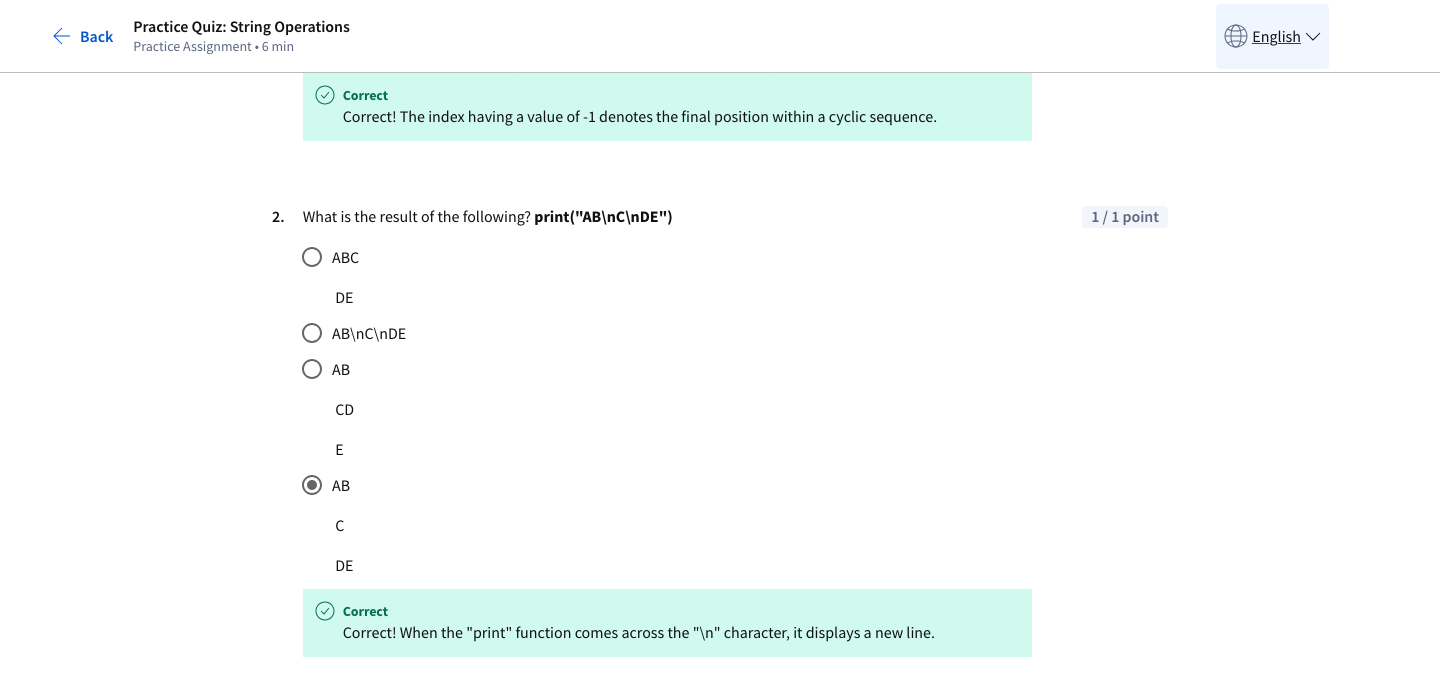 Back
Practice Quiz: String Operations
Practice Assignment • 6 min
English
Correct
Correct! The index having a value of -1 denotes the final position within a cyclic sequence.
2. What is the result of the following? print("AB\nC\nDE")
1 / 1 point
ABC
DE
AB\nC\nDE
AB
CD
E
AB
C
DE
Correct
Correct! When the "print" function comes across the "\n" character, it displays a new line.